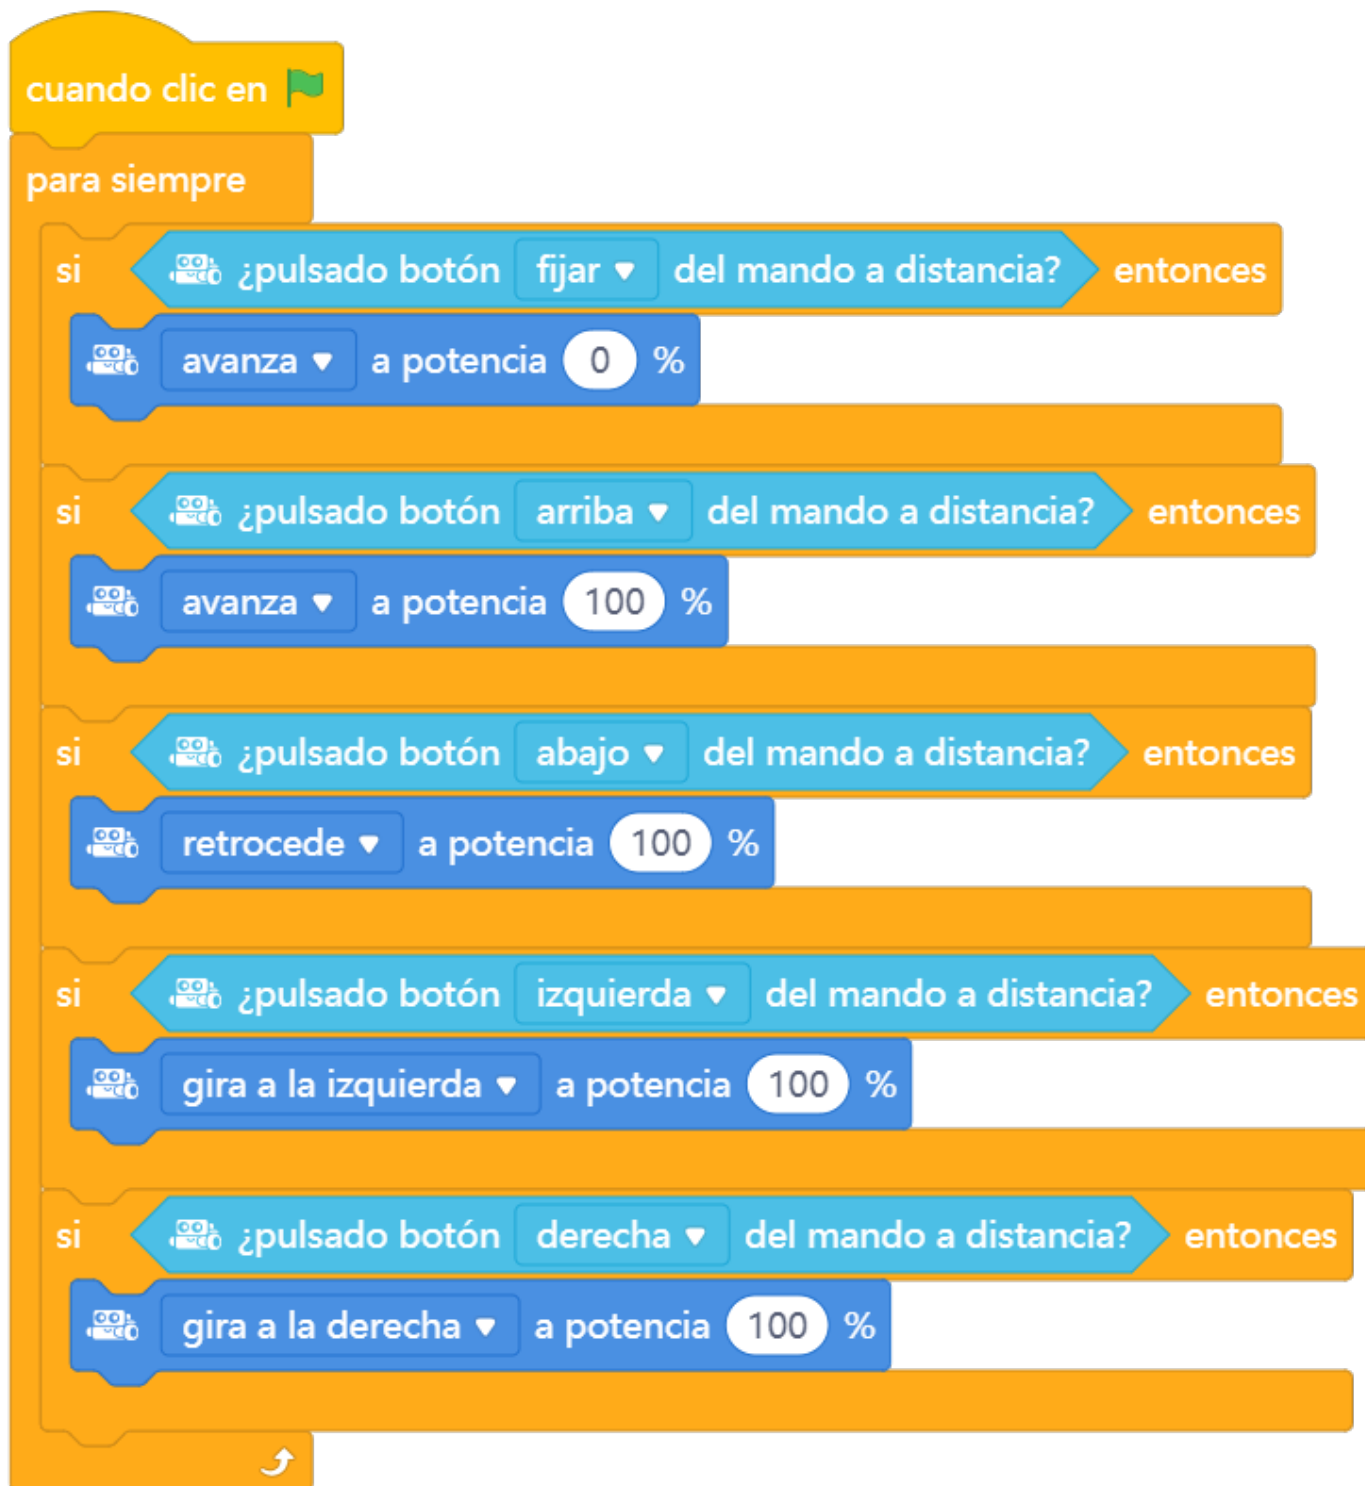 cuando clic en
para siempre
si ¿pulsado botón fijar del mando a distancia? entonces
avanza a potencia 0 %
si ¿pulsado botón arriba del mando a distancia? entonces
avanza a potencia 100 %
si ¿pulsado botón abajo del mando a distancia? entonces
retrocede a potencia 100 %
si ¿pulsado botón izquierda del mando a distancia? entonces
gira a la izquierda a potencia 100 %
si ¿pulsado botón derecha del mando a distancia? entonces
gira a la derecha a potencia 100 %